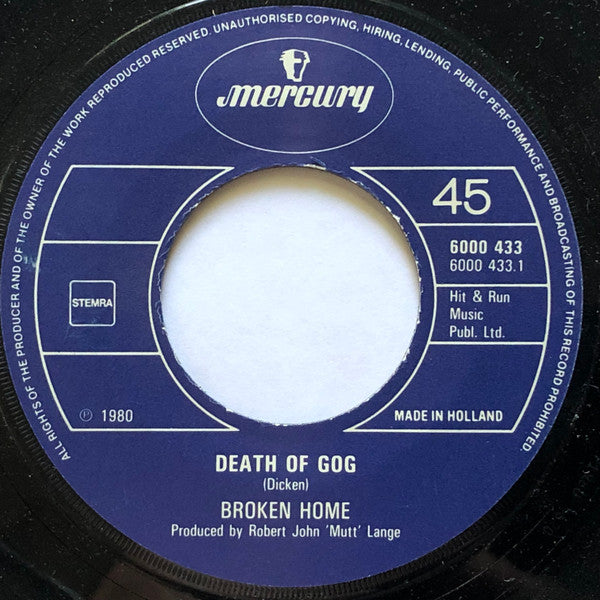 ALL RIGHTS OF THE PRODUCER AND OF THE OWNER OF THE WORK REPRODUCED RESERVED. UNAUTHORISED COPYING, HIRING, LENDING, PUBLIC PERFORMANCE AND BROADCASTING OF THIS RECORD PROHIBITED.
mercury
45
6000 433
6000 433.1
STEMRA
Hit & Run
Music
Publ. Ltd.
℗ 1980
MADE IN HOLLAND
DEATH OF GOG
(Dicken)
BROKEN HOME
Produced by Robert John 'Mutt' Lange